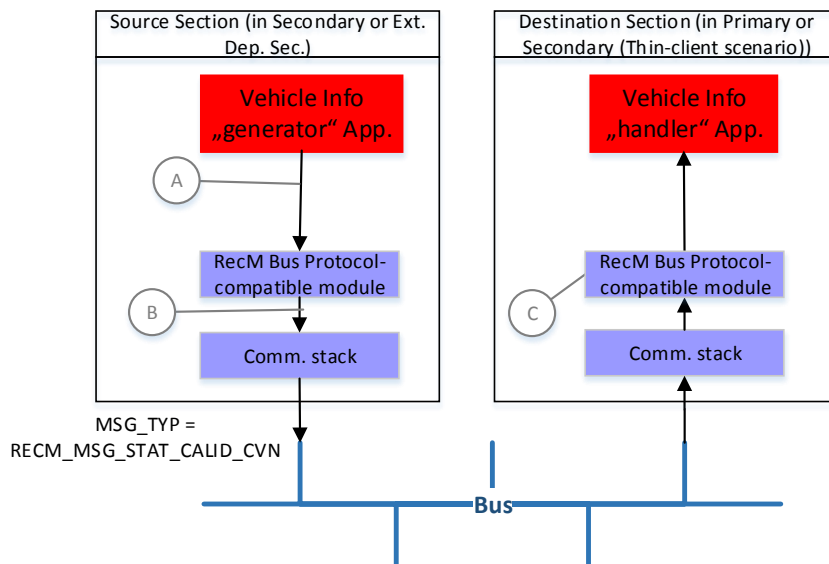 Source Section (in Secondary or Ext.
Dep. Sec.)
Vehicle Info
„generator“ App.
A
RecM Bus Protocol-
compatible module
B
Comm. stack
MSG_TYP =
RECM_MSG_STAT_CALID_CVN
Destination Section (in Primary or
Secondary (Thin-client scenario))
Vehicle Info
„handler“ App.
RecM Bus Protocol-
compatible module
C
Comm. stack
Bus